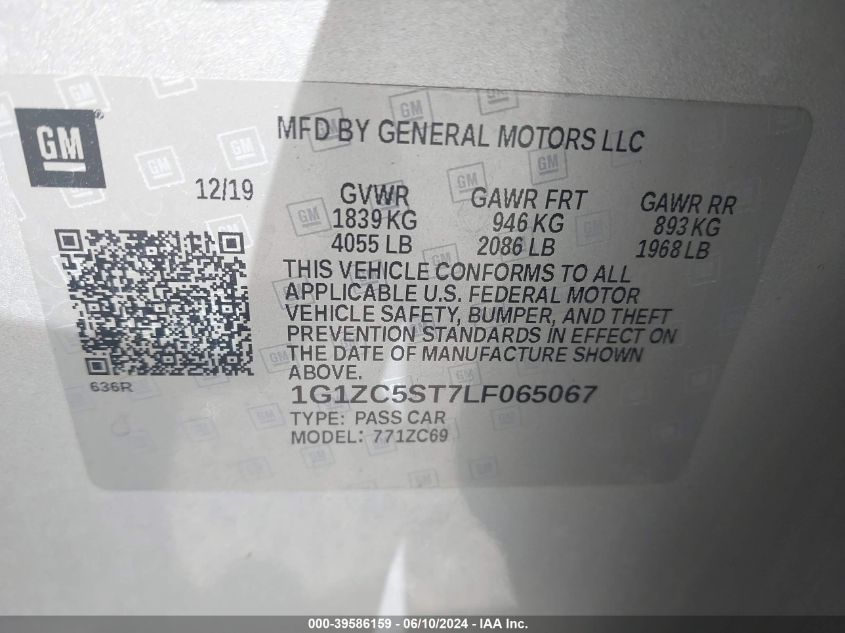 GM
MFD BY GENERAL MOTORS LLC
12/19
GVWR GAWR FRT GAWR RR
1839 KG 946 KG 893 KG
4055 LB 2086 LB 1968 LB
THIS VEHICLE CONFORMS TO ALL
APPLICABLE U.S. FEDERAL MOTOR
VEHICLE SAFETY, BUMPER, AND THEFT
PREVENTION STANDARDS IN EFFECT ON
THE DATE OF MANUFACTURE SHOWN
ABOVE.
636R
1G1ZC5ST7LF065067
TYPE: PASS CAR
MODEL: 771ZC69
000-39586159 - 06/10/2024 - IAA Inc.